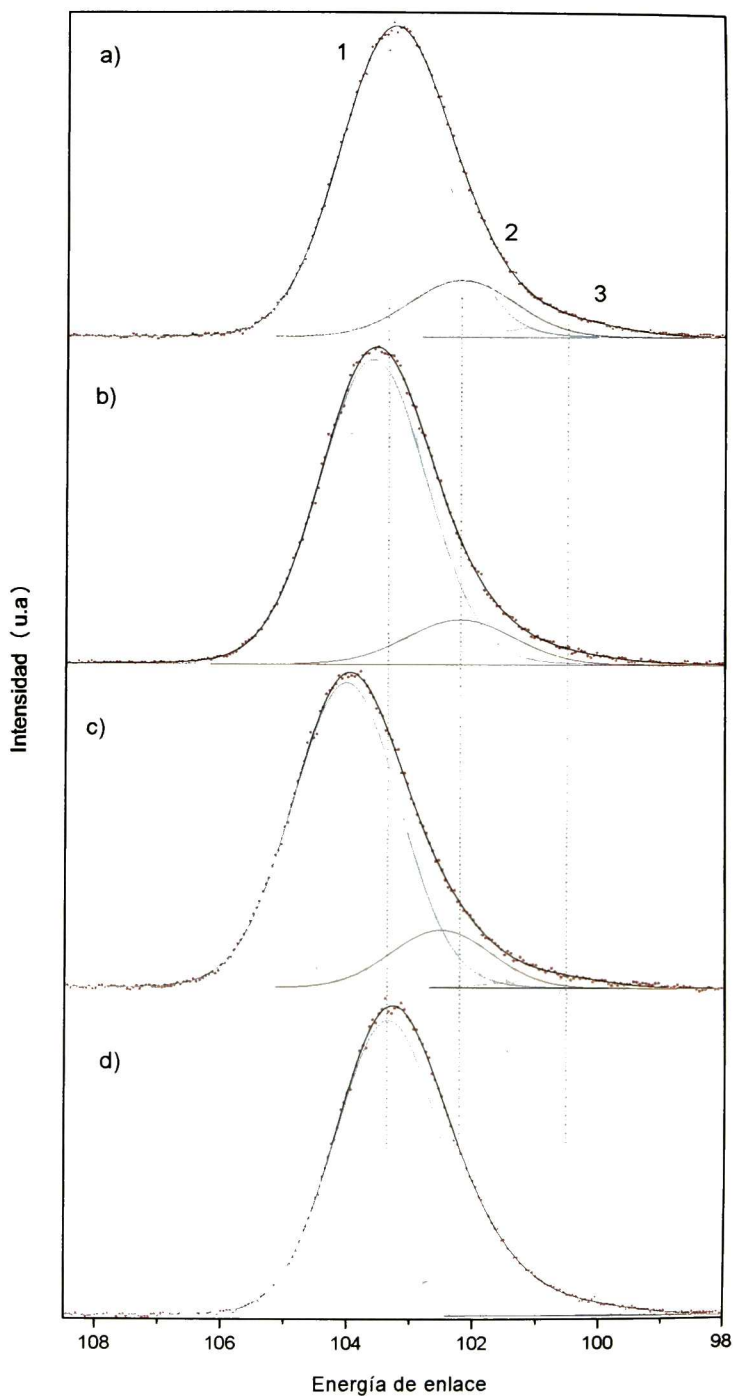 a)
1
2
3
b)
c)
d)
Intensidad ( u.a)
108 106 104 102 100 98
Energía de enlace